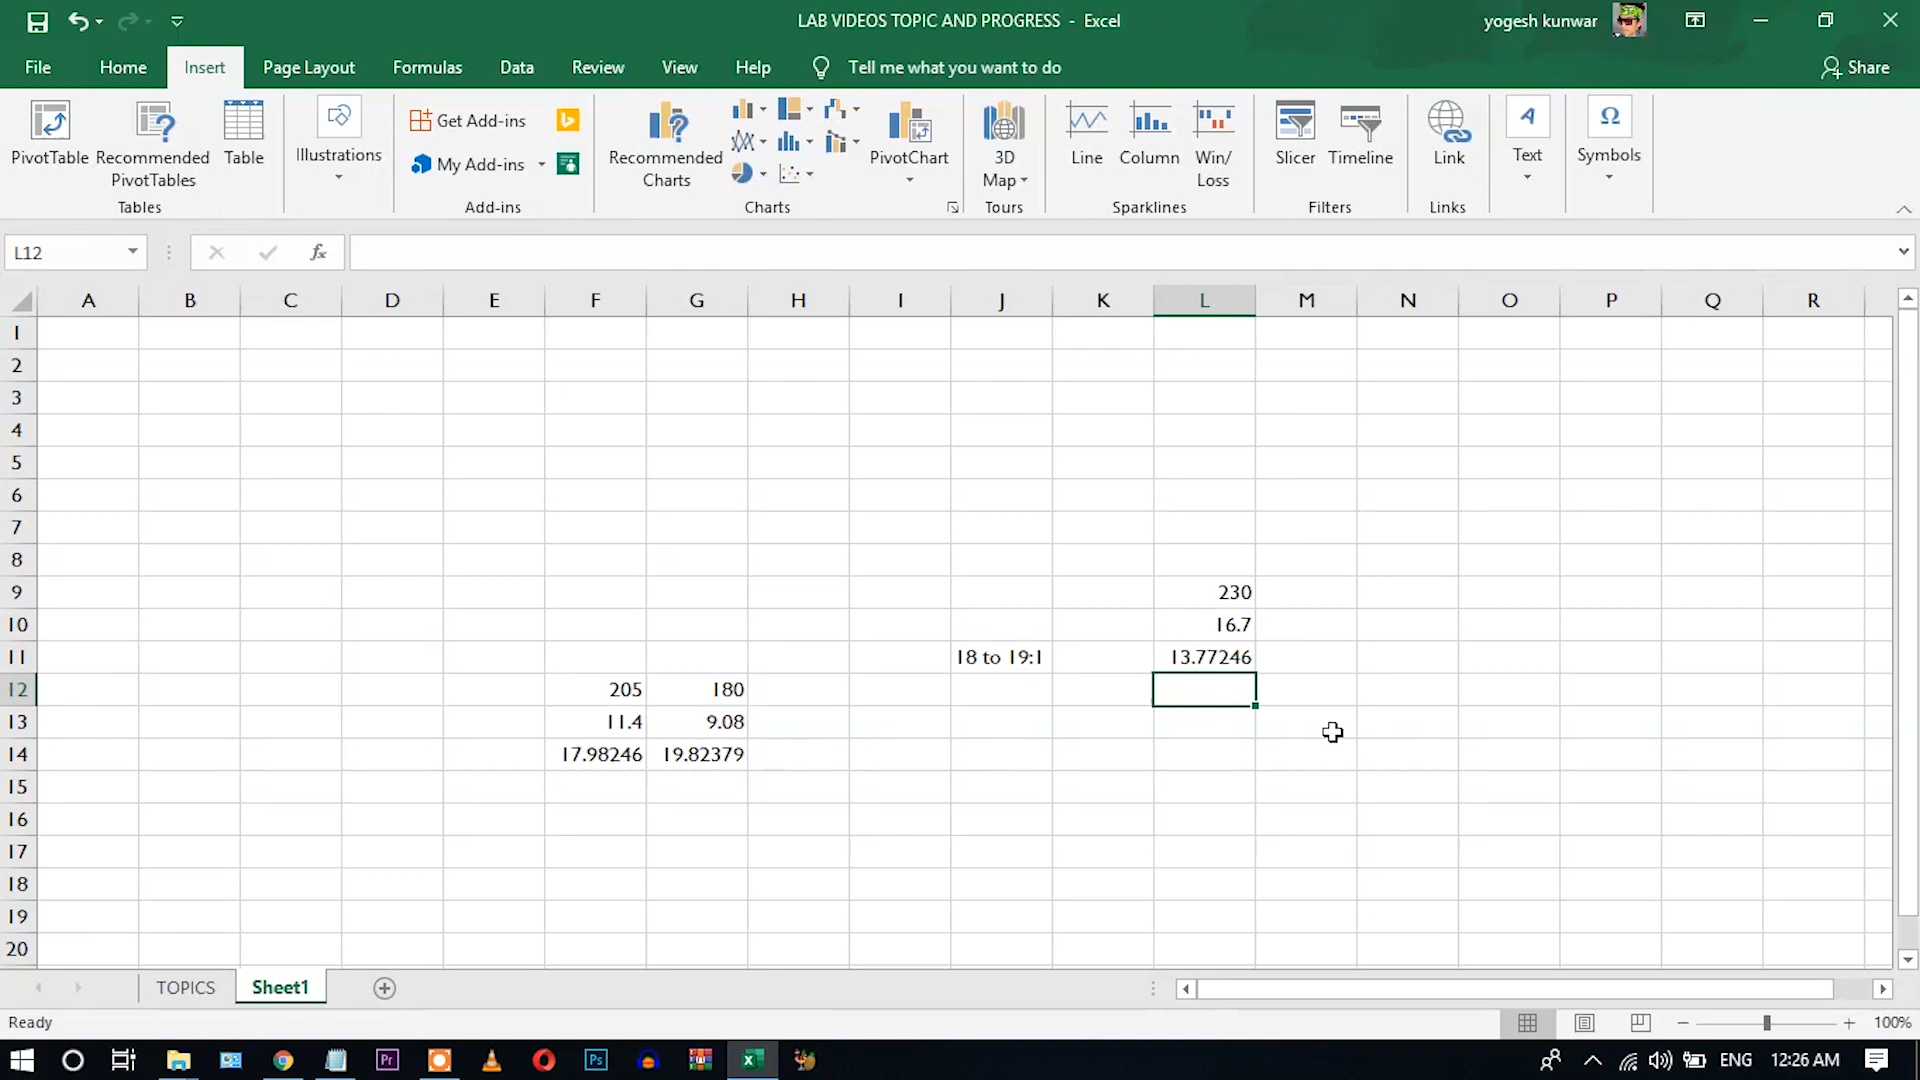 LAB VIDEOS TOPIC AND PROGRESS - Excel
yogesh kunwar
File Home Insert Page Layout Formulas Data Review View Help Tell me what you want to do Share
PivotTable Recommended PivotTables Table Illustrations Get Add-ins My Add-ins Recommended Charts PivotChart 3D Map Line Column Win/Loss Slicer Timeline Link Text Symbols
Tables Add-ins Charts Tours Sparklines Filters Links
L12 fx
A B C D E F G H I J K L M N O P Q R
1
2
3
4
5
6
7
8
9 230
10 16.7
11 18 to 19:1 13.77246
12 205 180
13 11.4 9.08
14 17.98246 19.82379
15
16
17
18
19
20
TOPICS Sheet1
Ready 100%
Pr Ps ENG 12:26 AM